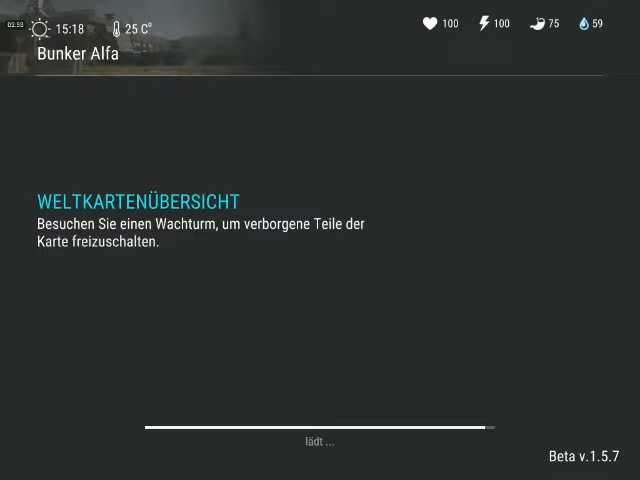 02:53
15:18 25 C°
100 100 75 59
Bunker Alfa
WELTKARTENÜBERSICHT
Besuchen Sie einen Wachturm, um verborgene Teile der
Karte freizuschalten.
lädt ...
Beta v.1.5.7